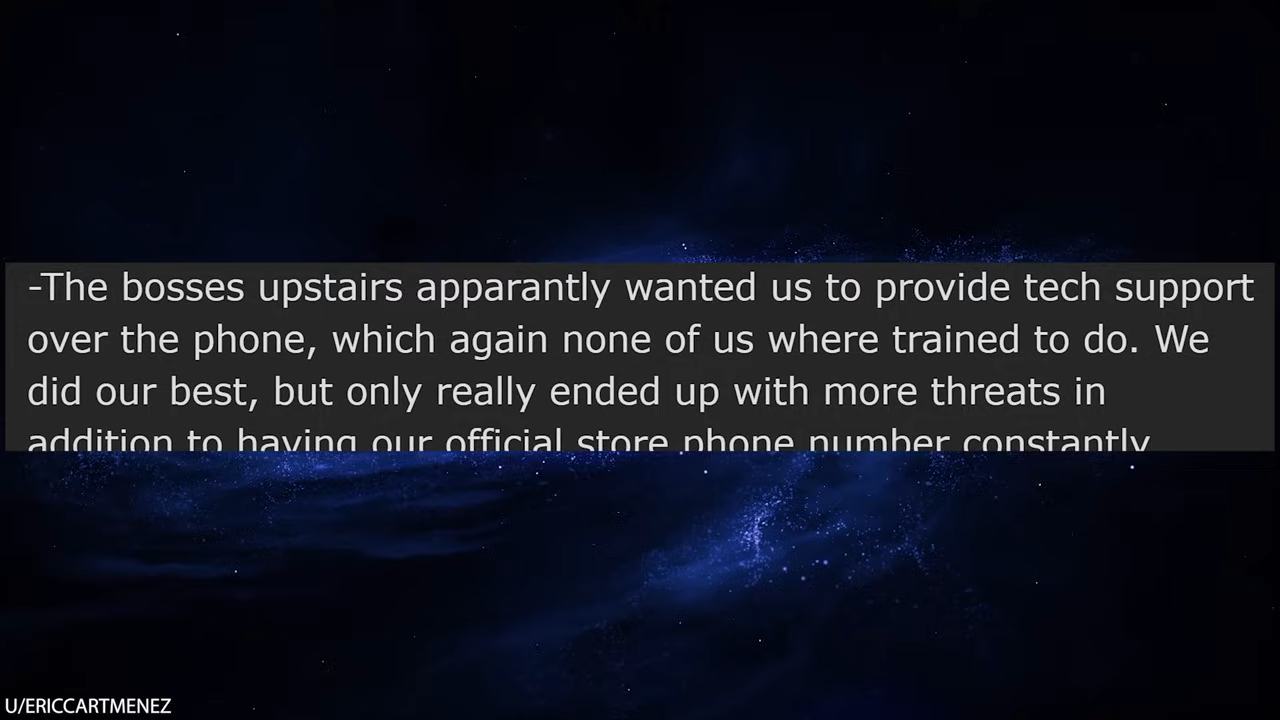 -The bosses upstairs apparantly wanted us to provide tech support
over the phone, which again none of us where trained to do. We
did our best, but only really ended up with more threats in
addition to having our official store phone number constantly
U/ERICCARTMENEZ